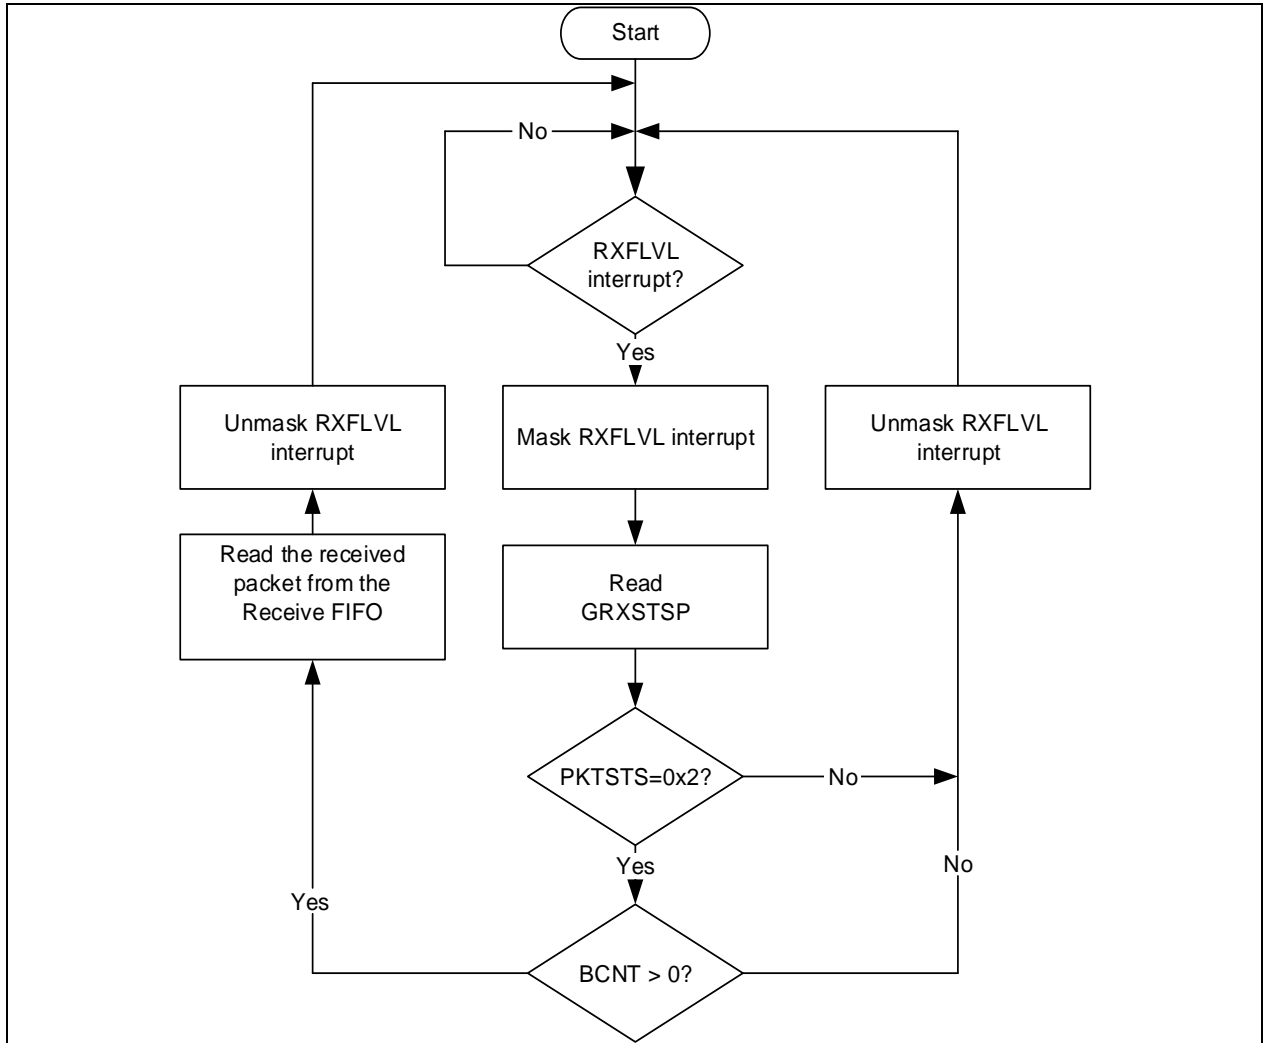 Start
No
RXFLVL
interrupt?
Yes
Unmask RXFLVL
interrupt
Mask RXFLVL interrupt
Unmask RXFLVL
interrupt
Read the received
packet from the
Receive FIFO
Read
GRXSTSP
PKTSTS=0x2?
No
Yes
No
Yes
BCNT > 0?